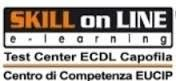 SKILL on LINE
e-learning
Test Center ECDL Capofila
Centro di Competenza EUCIP